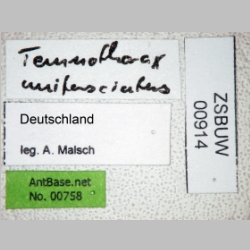 Temnothorax
unifasciatus
Deutschland
leg. A. Malsch
AntBase.net
No. 00758
ZSBUW
00914